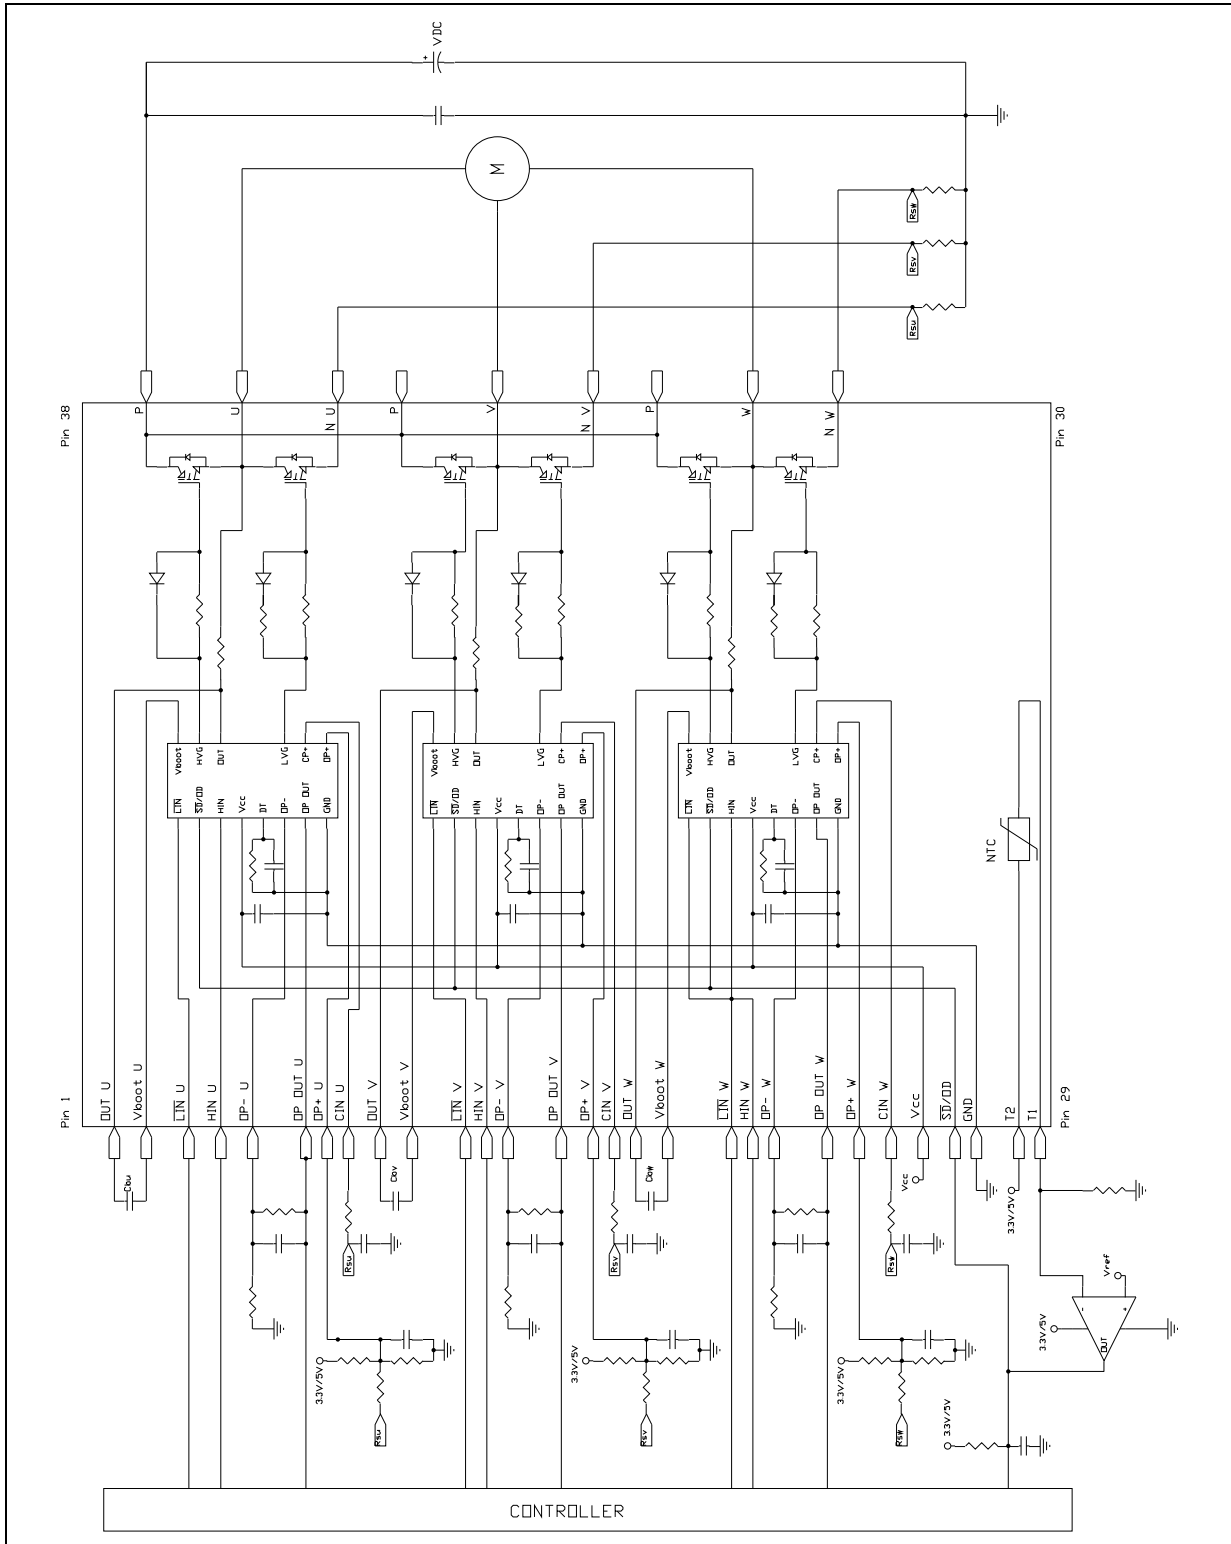 VDC
+
M
Rsw
Rsv
Rsu
Pin 38
P
U
N U
P
V
N V
P
W
N W
Pin 30
Vboot
HVG
OUT
LVG
CP+
OP+
LIN
SD/OD
HIN
Vcc
DT
OP-
OP OUT
GND
Vboot
HVG
OUT
LVG
CP+
OP+
LIN
SD/OD
HIN
Vcc
DT
OP-
OP OUT
GND
Vboot
HVG
OUT
LVG
CP+
OP+
LIN
SD/OD
HIN
Vcc
DT
OP-
OP OUT
GND
NTC
Pin 1
OUT U
Vboot U
LIN U
HIN U
OP- U
OP OUT U
OP+ U
CIN U
OUT V
Vboot V
LIN V
HIN V
OP- V
OP OUT V
OP+ V
CIN V
OUT W
Vboot W
LIN W
HIN W
OP- W
OP OUT W
OP+ W
CIN W
Vcc
SD/OD
GND
T2
T1
Pin 29
Cbu
Cbv
Cbw
Vcc
3.3V/5V
Rsu
Rsv
Rsw
Vref
-
+
OUT
3.3V/5V
3.3V/5V
3.3V/5V
3.3V/5V
3.3V/5V
Rsu
Rsv
Rsw
CONTROLLER